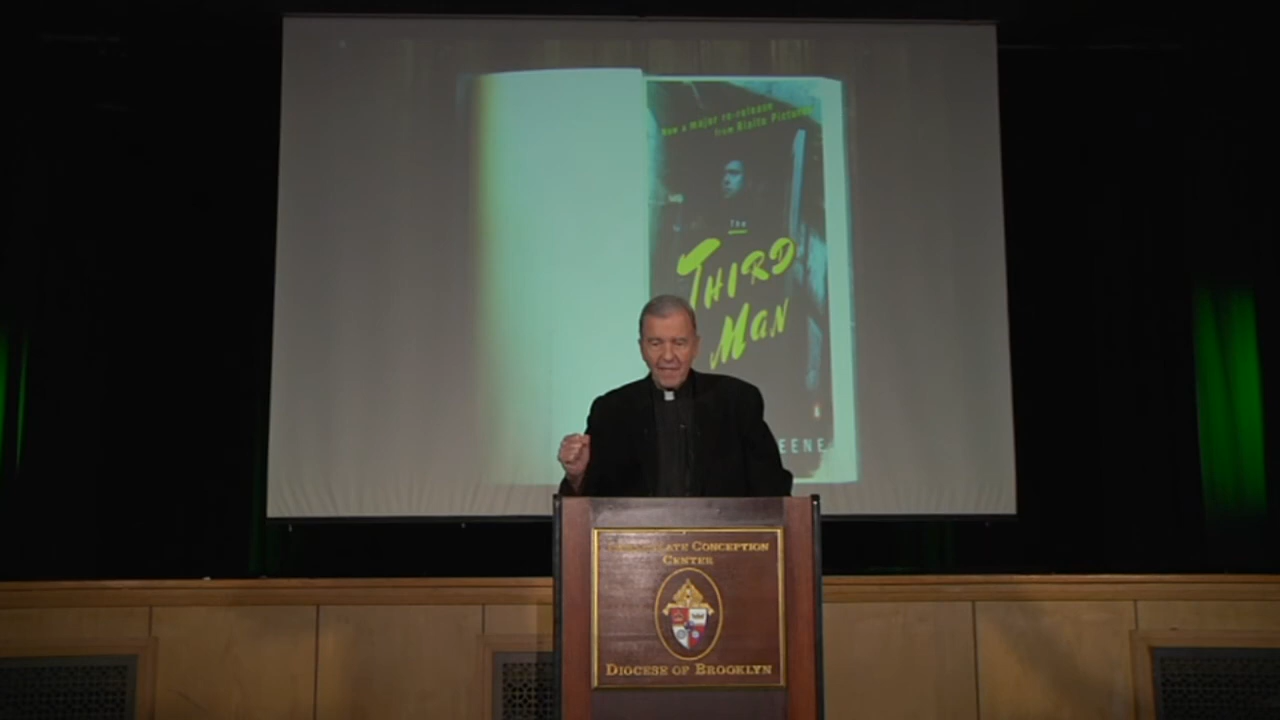 Now a major re-release
from Rialto Pictures
The
THIRD
MaN
EENE
CONCEPTION
CENTER
DIOCESE OF BROOKLYN